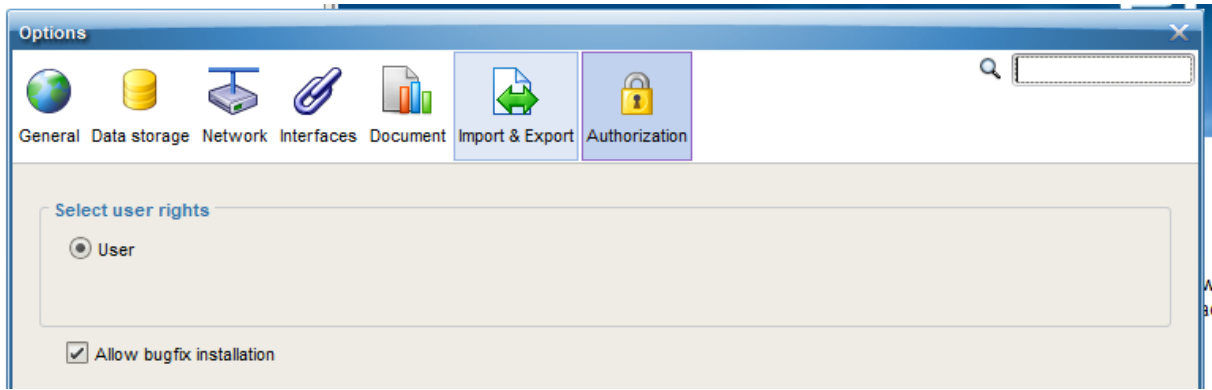 Options
General Data storage Network Interfaces Document Import & Export Authorization
Select user rights
User
Allow bugfix installation